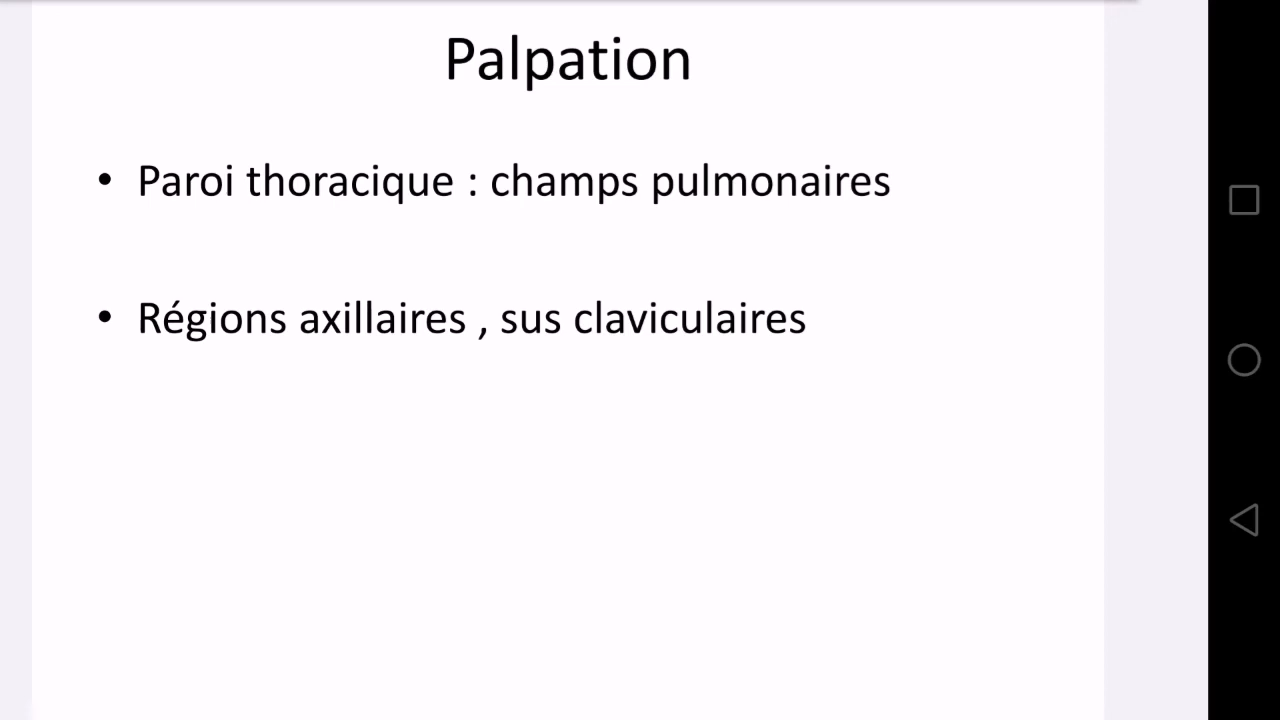 Palpation
• Paroi thoracique : champs pulmonaires
• Régions axillaires , sus claviculaires